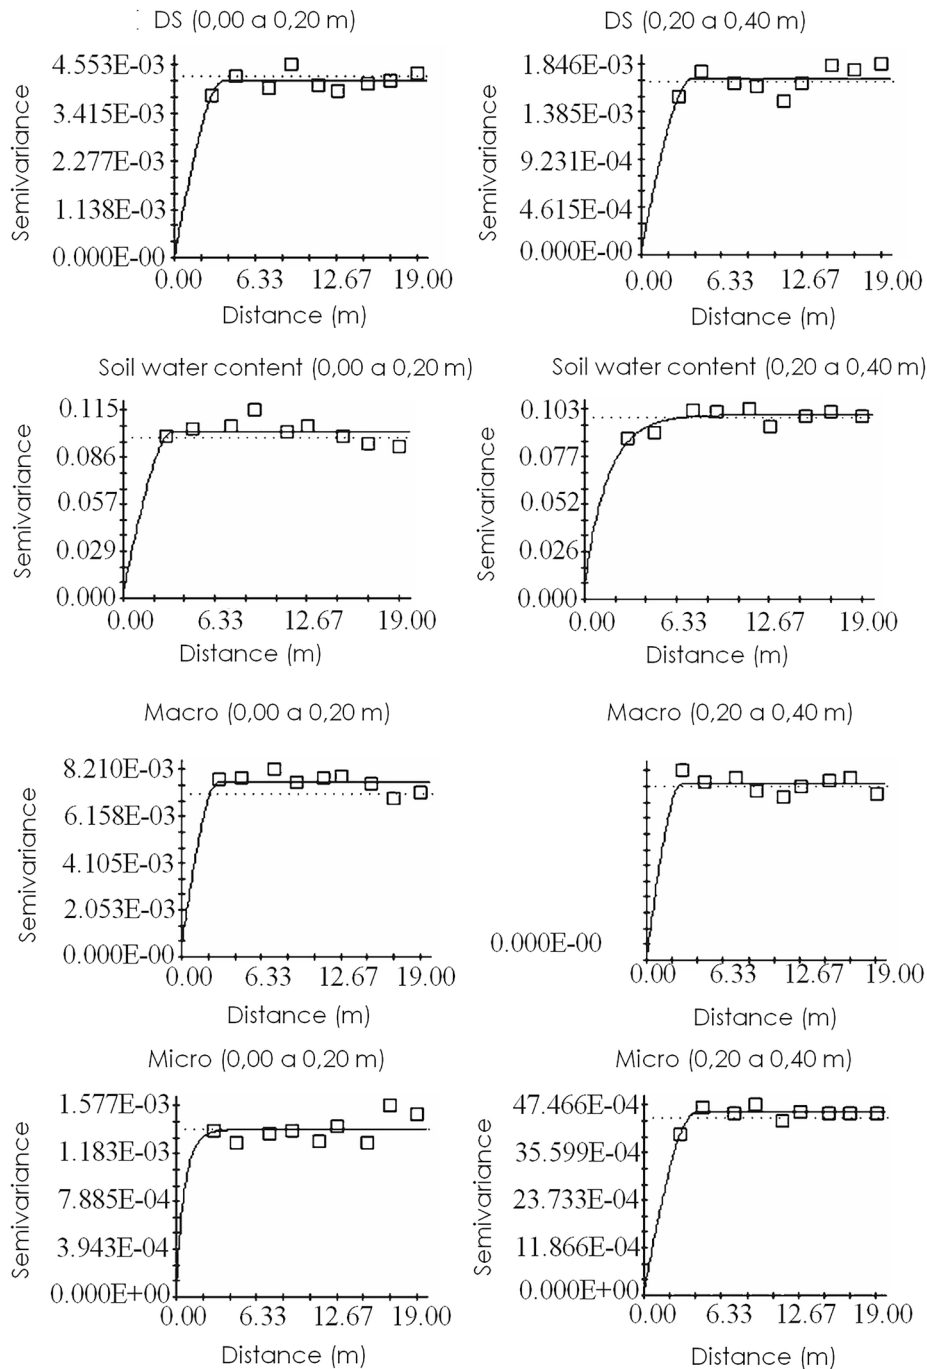 DS (0,00 a 0,20 m)
4.553E-03
3.415E-03
2.277E-03
1.138E-03
0.000E-00
Semivariance
0.00 6.33 12.67 19.00
Distance (m)
DS (0,20 a 0,40 m)
1.846E-03
1.385E-03
9.231E-04
4.615E-04
0.000E-00
Semivariance
0.00 6.33 12.67 19.00
Distance (m)
Soil water content (0,00 a 0,20 m)
0.115
0.086
0.057
0.029
0.000
Semivariance
0.00 6.33 12.67 19.00
Distance (m)
Soil water content (0,20 a 0,40 m)
0.103
0.077
0.052
0.026
0.000
Semivariance
0.00 6.33 12.67 19.00
Distance (m)
Macro (0,00 a 0,20 m)
8.210E-03
6.158E-03
4.105E-03
2.053E-03
0.000E-00
Semivariance
0.00 6.33 12.67 19.00
Distance (m)
Macro (0,20 a 0,40 m)
0.000E-00
0.00 6.33 12.67 19.00
Distance (m)
Micro (0,00 a 0,20 m)
1.577E-03
1.183E-03
7.885E-04
3.943E-04
0.000E+00
Semivariance
0.00 6.33 12.67 19.00
Distance (m)
Micro (0,20 a 0,40 m)
47.466E-04
35.599E-04
23.733E-04
11.866E-04
0.000E+00
Semivariance
0.00 6.33 12.67 19.00
Distance (m)